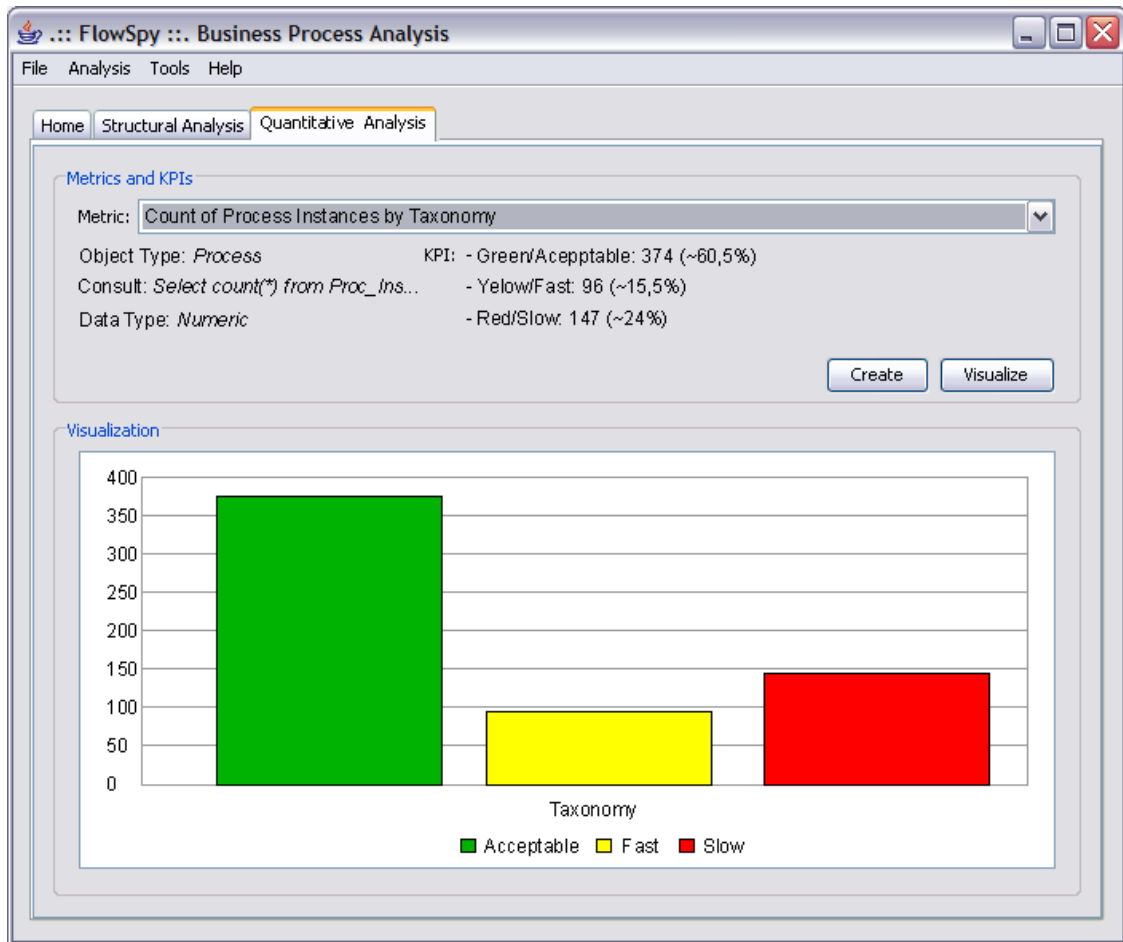 .:: FlowSpy ::. Business Process Analysis
File Analysis Tools Help
Home Structural Analysis Quantitative Analysis
Metrics and KPIs
Metric: Count of Process Instances by Taxonomy
Object Type: Process KPI: - Green/Acepptable: 374 (~60,5%)
Consult: Select count(*) from Proc_Ins... - Yelow/Fast: 96 (~15,5%)
Data Type: Numeric - Red/Slow: 147 (~24%)
Create Visualize
Visualization
400
350
300
250
200
150
100
50
0
Taxonomy
Acceptable Fast Slow